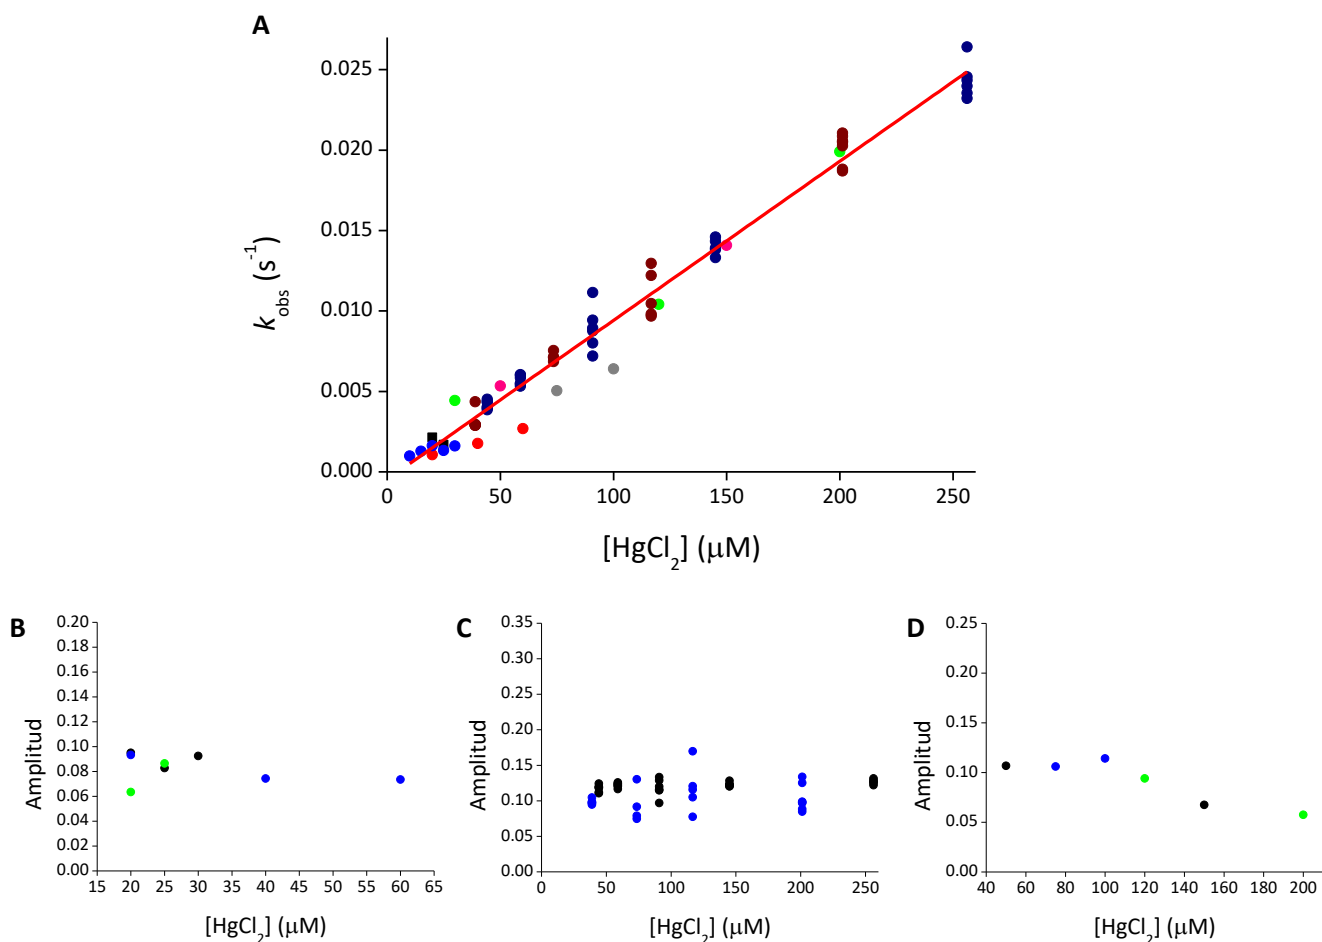 A
0.025
0.020
0.015
0.010
0.005
0.000
k obs (s⁻¹)
0 50 100 150 200 250
[HgCl₂] (μM)
B
0.20
0.18
0.16
0.14
0.12
0.10
0.08
0.06
0.04
0.02
0.00
Amplitud
15 20 25 30 35 40 45 50 55 60 65
[HgCl₂] (μM)
C
0.35
0.30
0.25
0.20
0.15
0.10
0.05
0.00
Amplitud
0 50 100 150 200 250
[HgCl₂] (μM)
D
0.25
0.20
0.15
0.10
0.05
0.00
Amplitud
40 60 80 100 120 140 160 180 200
[HgCl₂] (μM)